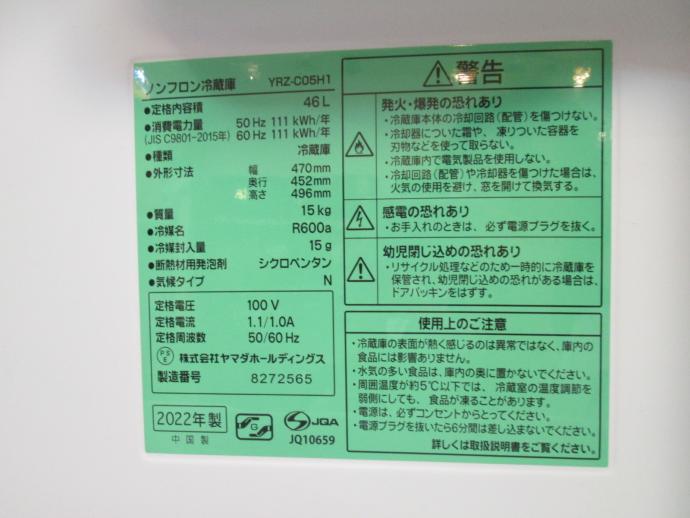 ノンフロン冷蔵庫 YRZ-C05H1
●定格内容積 46L
●消費電力量 50Hz 111kWh/年
(JIS C9801-2015年) 60Hz 111kWh/年
●種類 冷蔵庫
●外形寸法 幅 470mm
奥行 452mm
高さ 496mm
●質量 15kg
●冷媒名 R600a
●冷媒封入量 15g
●断熱材用発泡剤 シクロペンタン
●気候タイプ N
定格電圧 100V
定格電流 1.1/1.0A
定格周波数 50/60Hz
PSE 株式会社ヤマダホールディングス
製造番号 8272565
2022年製
中国製
G
JQA
JQ10659
警告
発火・爆発の恐れあり
・冷蔵庫本体の冷却回路(配管)を傷つけない。
・冷却器についた霜や、凍りついた容器を
刃物などを使って取らない。
・冷蔵庫内で電気製品を使用しない。
・冷却回路(配管)や冷却器を傷つけた場合は、
火気の使用を避け、窓を開けて換気する。
感電の恐れあり
・お手入れのときは、必ず電源プラグを抜く。
幼児閉じ込めの恐れあり
・リサイクル処理などのため一時的に冷蔵庫を
保管され、幼児閉じ込めの恐れがある場合は、
ドアパッキンをはずす。
使用上のご注意
・冷蔵庫の表面が熱く感じるのは異常ではなく、庫内の
食品には影響ありません。
・水気の多い食品は、庫内の奥に置かないでください。
・周囲温度が約5℃以下では、冷蔵室の温度調節を
弱側にしても、食品が凍ることがあります。
・電源は、必ずコンセントからとってください。
・電源プラグを抜いたら6分間は差し込まないでください。
詳しくは取扱説明書をご覧ください。